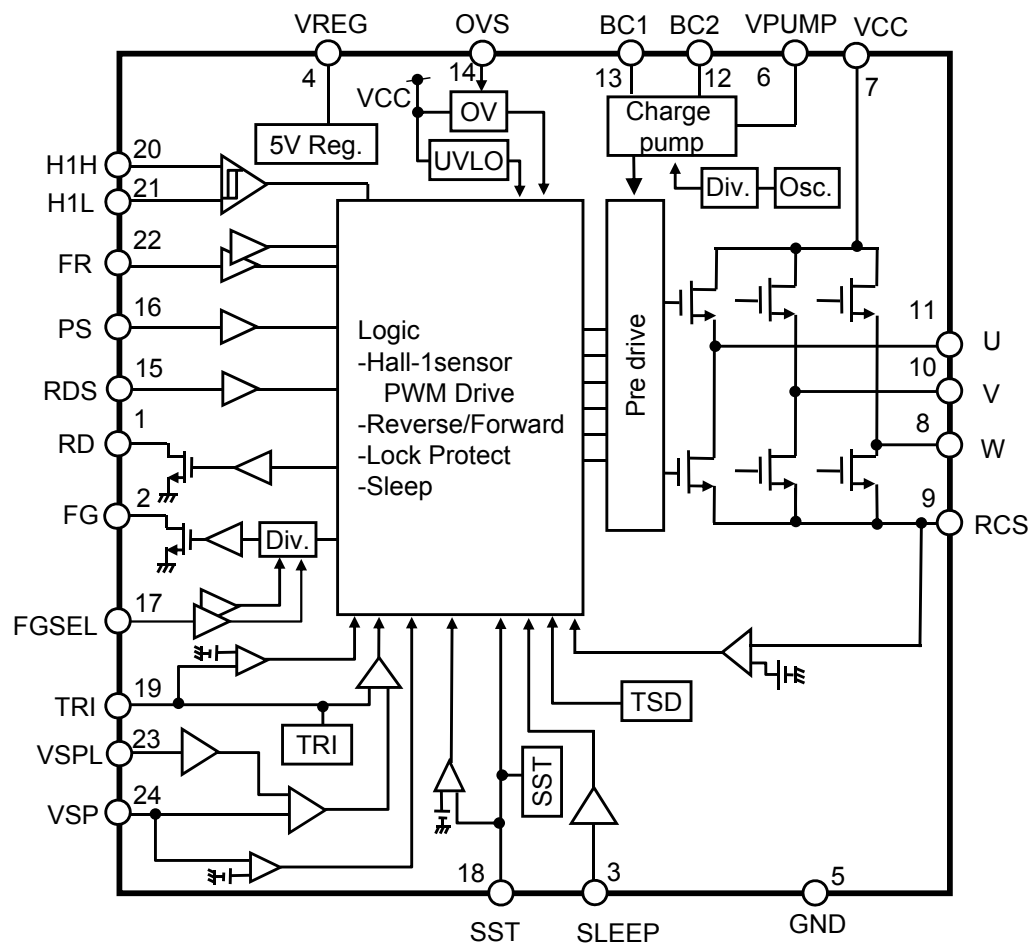 VREG
OVS
BC1
BC2
VPUMP
VCC
4
14
13
12
6
7
VCC
OV
UVLO
5V Reg.
Charge
pump
Div.
Osc.
H1H
20
H1L
21
FR
22
PS
16
RDS
15
RD
1
FG
2
Div.
FGSEL
17
TRI
19
TRI
VSPL
23
VSP
24
Logic
-Hall-1sensor
PWM Drive
-Reverse/Forward
-Lock Protect
-Sleep
Pre drive
11
U
10
V
8
W
9
RCS
TSD
SST
18
SST
3
SLEEP
5
GND